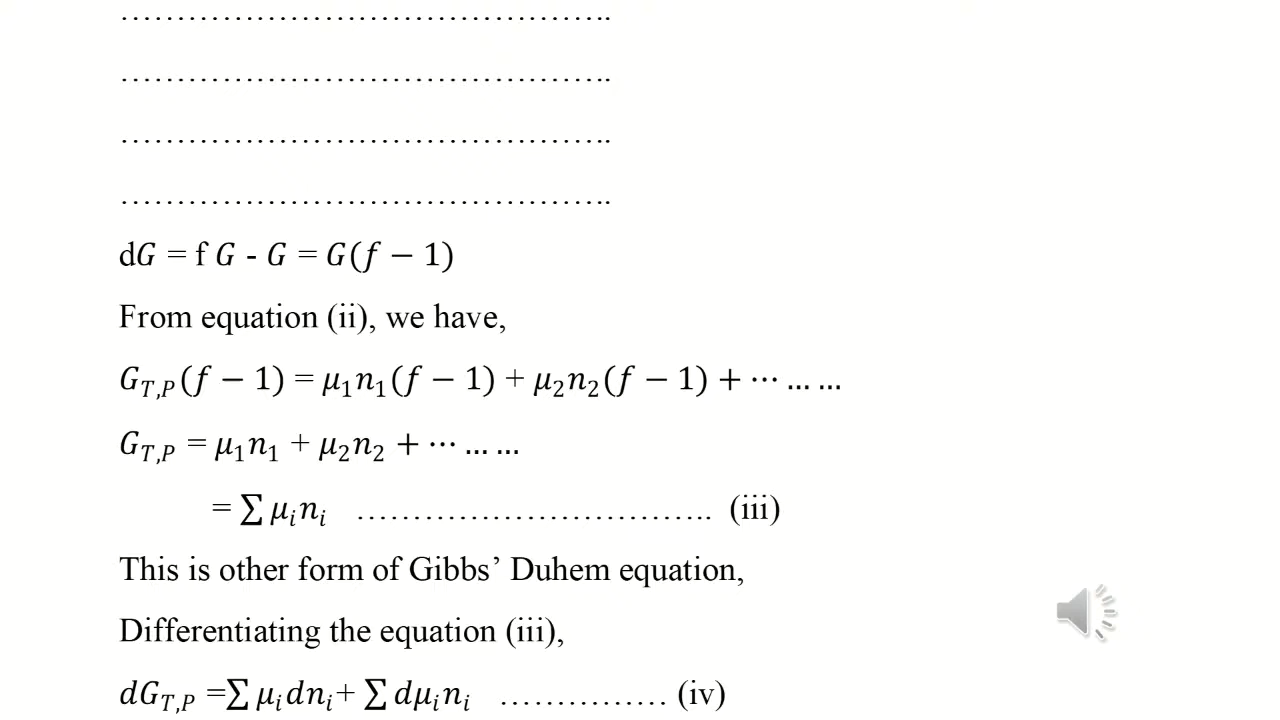 ………………………………………..
………………………………………..
………………………………………..
………………………………………..
d𝐺 = f 𝐺 - 𝐺 = 𝐺(𝑓 − 1)
From equation (ii), we have,
𝐺_{𝑇,𝑃}(𝑓 − 1) = 𝜇₁𝑛₁(𝑓 − 1) + 𝜇₂𝑛₂(𝑓 − 1) + ⋯ … …
𝐺_{𝑇,𝑃} = 𝜇₁𝑛₁ + 𝜇₂𝑛₂ + ⋯ … …
= ∑ 𝜇ᵢ𝑛ᵢ ………………………….. (iii)
This is other form of Gibbs’ Duhem equation,
Differentiating the equation (iii),
𝑑𝐺_{𝑇,𝑃} =∑ 𝜇ᵢ𝑑𝑛ᵢ+ ∑ 𝑑𝜇ᵢ𝑛ᵢ …………… (iv)